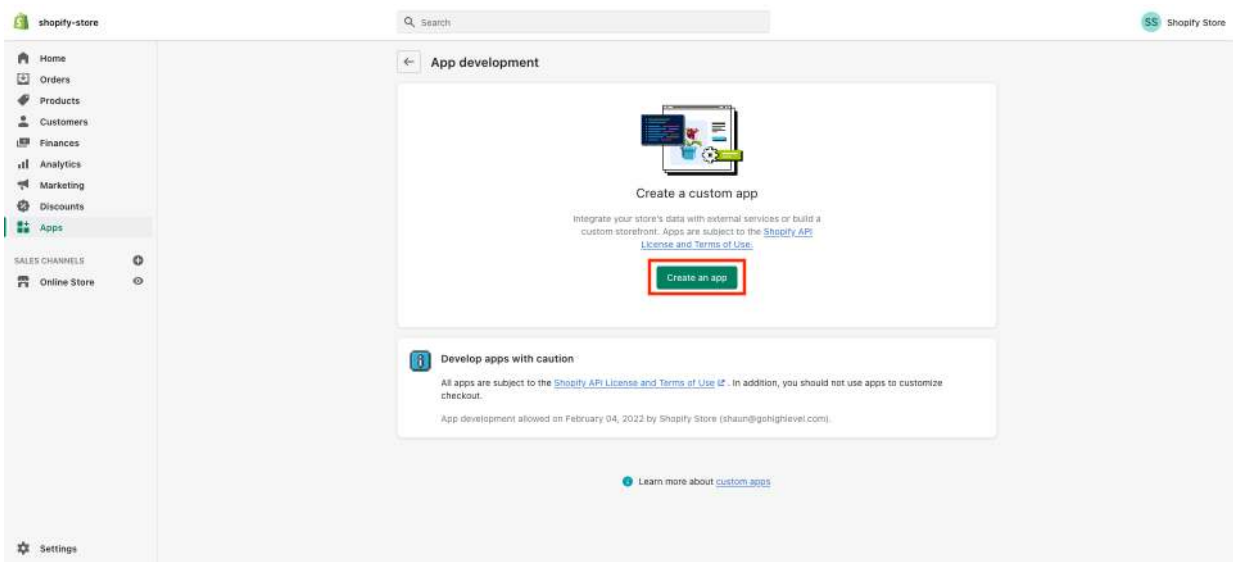 shopify-store
Search
SS Shopify Store
Home
Orders
Products
Customers
Finances
Analytics
Marketing
Discounts
Apps
SALES CHANNELS
Online Store
Settings
App development
Create a custom app
Integrate your store's data with external services or build a
custom storefront. Apps are subject to the Shopify API
License and Terms of Use.
Create an app
Develop apps with caution
All apps are subject to the Shopify API License and Terms of Use . In addition, you should not use apps to customize
checkout.
App development allowed on February 04, 2022 by Shopify Store (shaun@gohighlevel.com).
Learn more about custom apps